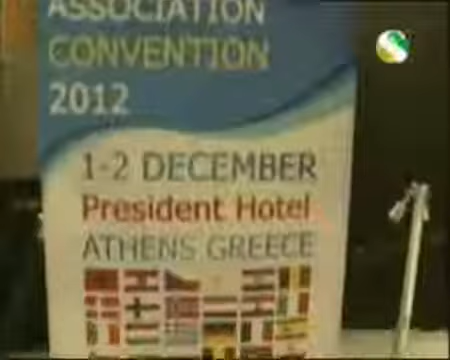 ASSOCIATION
CONVENTION
2012
1-2 DECEMBER
President Hotel
ATHENS GREECE